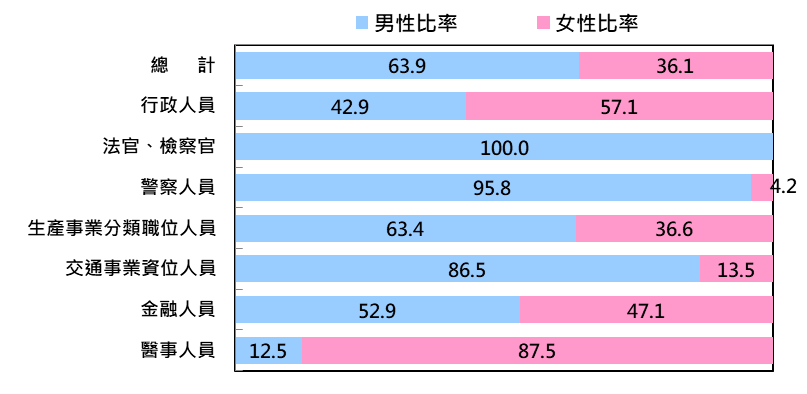 男性比率 女性比率
總 計 63.9 36.1
行政人員 42.9 57.1
法官、檢察官 100.0
警察人員 95.8 4.2
生產事業分類職位人員 63.4 36.6
交通事業資位人員 86.5 13.5
金融人員 52.9 47.1
醫事人員 12.5 87.5